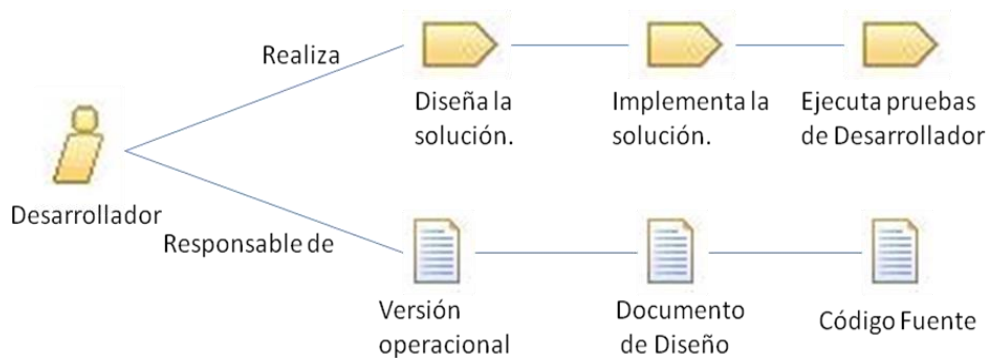 Realiza
Diseña la
solución.
Implementa la
solución.
Ejecuta pruebas
de Desarrollador
Desarrollador
Responsable de
Versión
operacional
Documento
de Diseño
Código Fuente